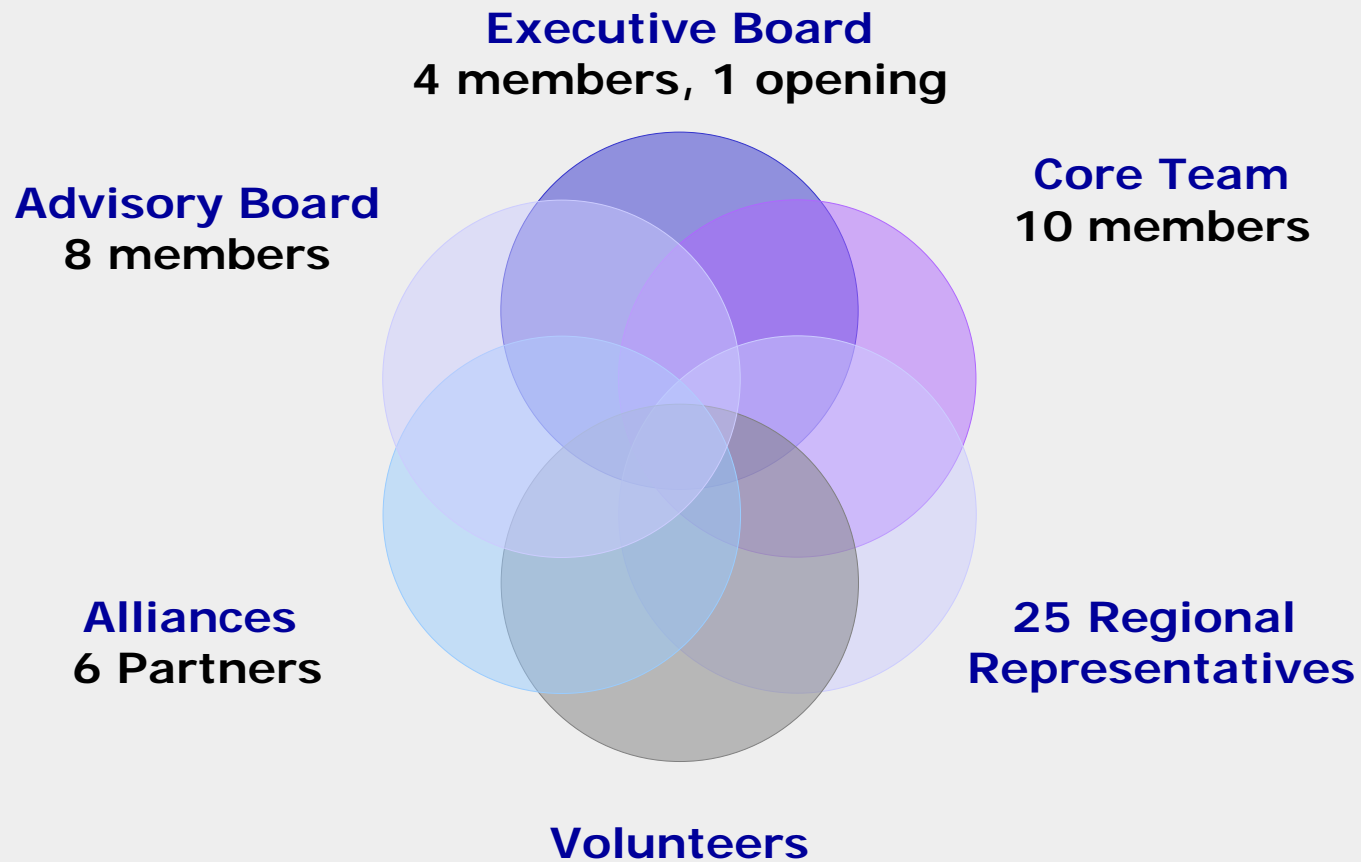 Executive Board
4 members, 1 opening
Core Team
10 members
Advisory Board
8 members
Alliances
6 Partners
25 Regional
Representatives
Volunteers